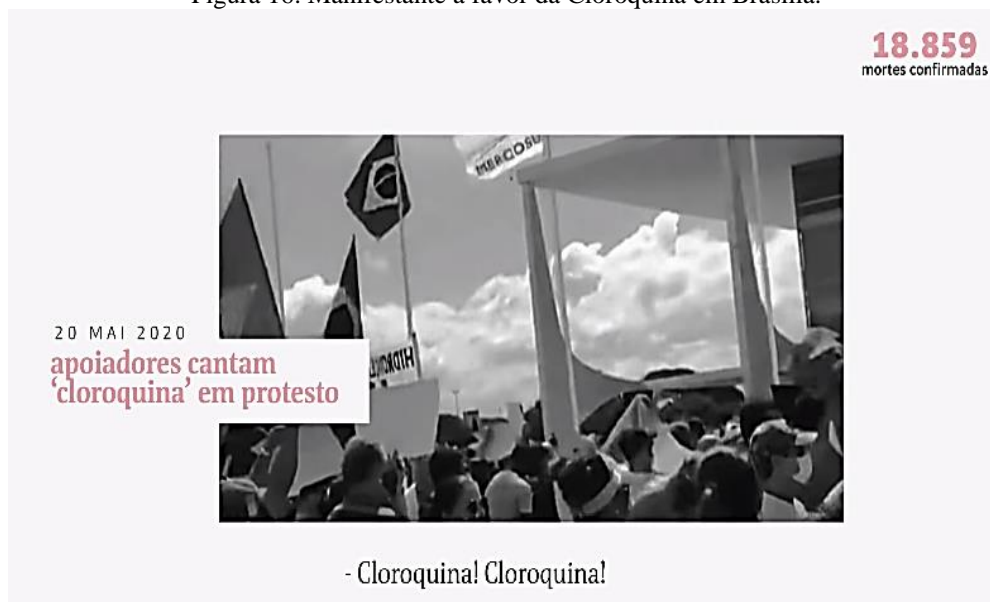 Figura 16: Manifestante a favor da Cloroquina em Brasília.
18.859
mortes confirmadas
MERCOSU
20 MAI 2020
apoiadores cantam
'cloroquina' em protesto
- Cloroquina! Cloroquina!